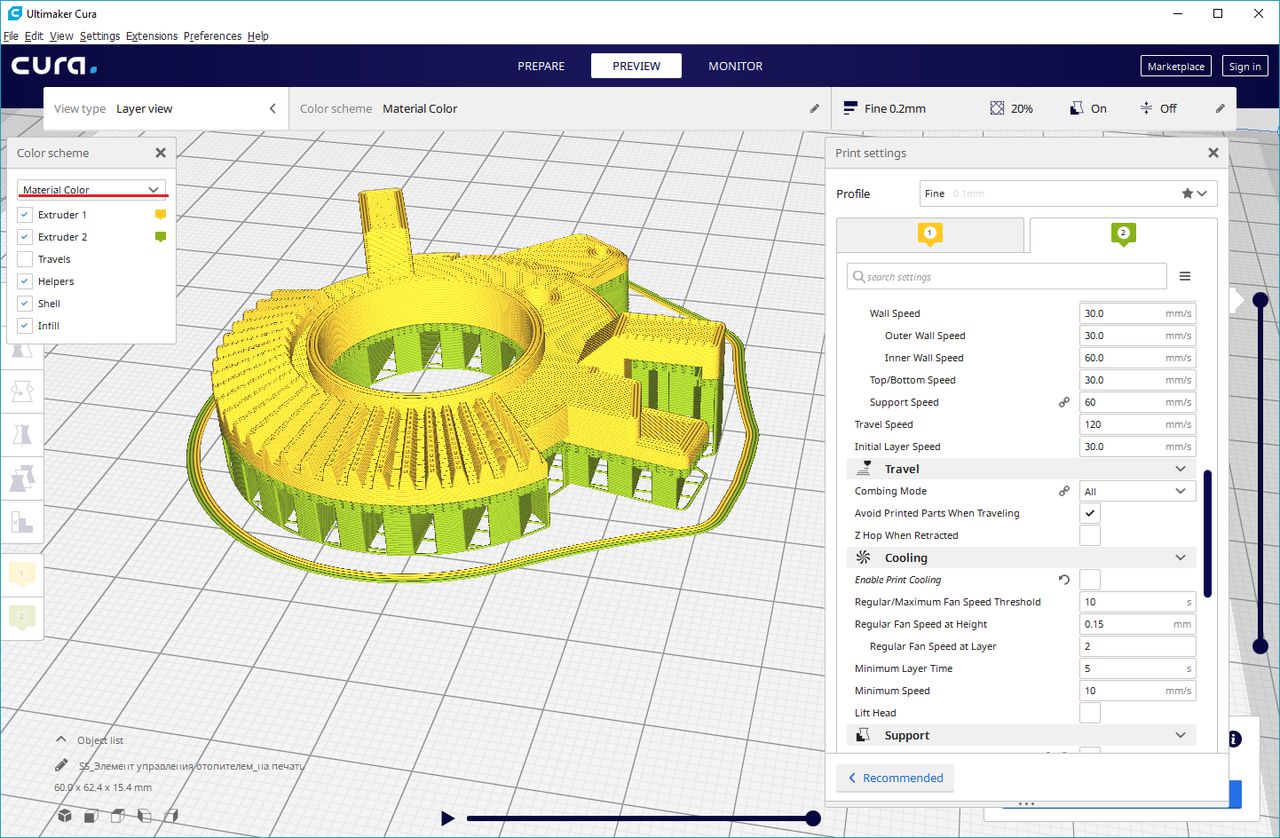 Ultimaker Cura
File Edit View Settings Extensions Preferences Help
cura.
PREPARE PREVIEW MONITOR
Marketplace Sign in
View type Layer view
Color scheme Material Color
Fine 0.2mm 20% On Off
Color scheme
Material Color
Extruder 1
Extruder 2
Travels
Helpers
Shell
Infill
1
2
Print settings
Profile Fine 0.1mm
1 2
search settings
Wall Speed 30.0 mm/s
Outer Wall Speed 30.0 mm/s
Inner Wall Speed 60.0 mm/s
Top/Bottom Speed 30.0 mm/s
Support Speed 60 mm/s
Travel Speed 120 mm/s
Initial Layer Speed 30.0 mm/s
Travel
Combing Mode All
Avoid Printed Parts When Traveling
Z Hop When Retracted
Cooling
Enable Print Cooling
Regular/Maximum Fan Speed Threshold 10 s
Regular Fan Speed at Height 0.15 mm
Regular Fan Speed at Layer 2
Minimum Layer Time 5 s
Minimum Speed 10 mm/s
Lift Head
Support
Recommended
Object list
SS_Элемент управления отопителем_на печать
60.0 x 62.4 x 15.4 mm